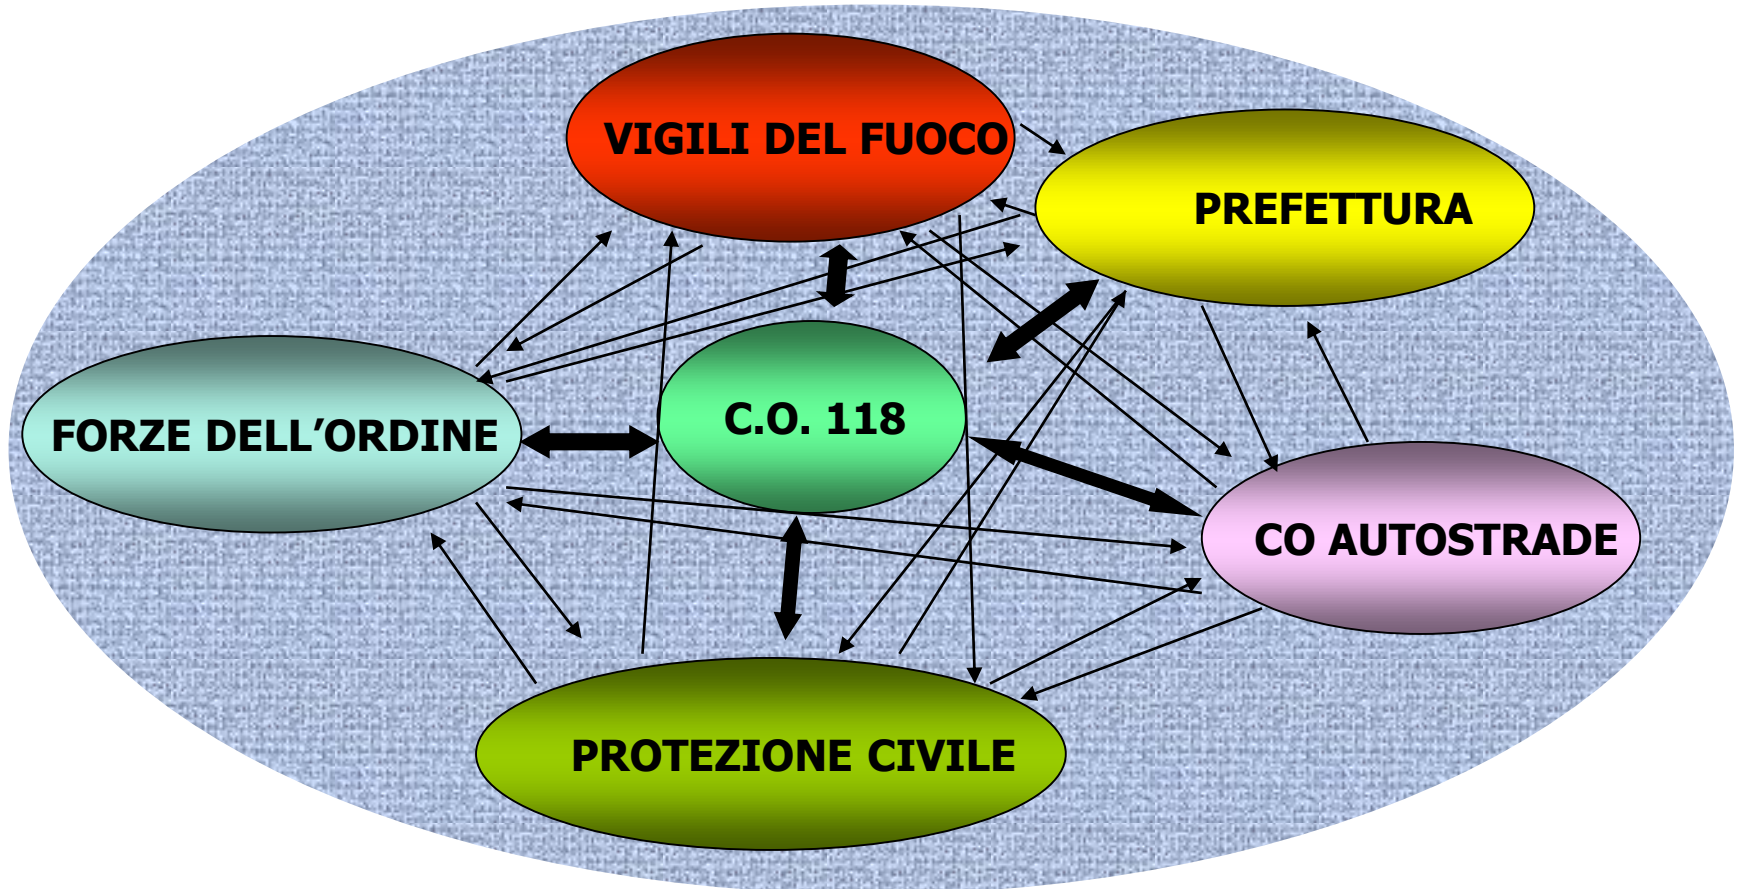 VIGILI DEL FUOCO
PREFETTURA
C.O. 118
FORZE DELL’ORDINE
CO AUTOSTRADE
PROTEZIONE CIVILE